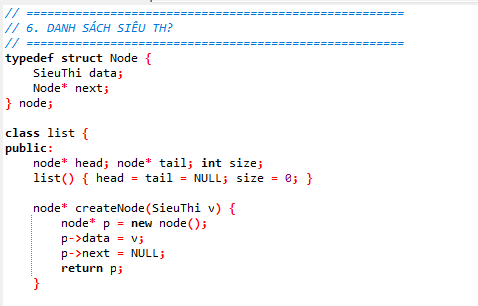 // ====================================================
// 6. DANH SÁCH SIÊU TH?
// ====================================================
typedef struct Node {
    SieuThi data;
    Node* next;
} node;

class list {
public:
    node* head; node* tail; int size;
    list() { head = tail = NULL; size = 0; }

    node* createNode(SieuThi v) {
        node* p = new node();
        p->data = v;
        p->next = NULL;
        return p;
    }